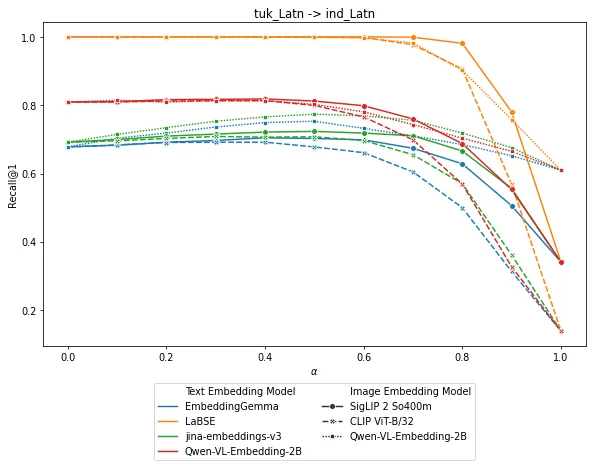 tuk_Latn -> ind_Latn
Recall@1
1.0
0.8
0.6
0.4
0.2
0.0 0.2 0.4 0.6 0.8 1.0
α
Text Embedding Model
EmbeddingGemma
LaBSE
jina-embeddings-v3
Qwen-VL-Embedding-2B
Image Embedding Model
SigLIP 2 So400m
CLIP ViT-B/32
Qwen-VL-Embedding-2B